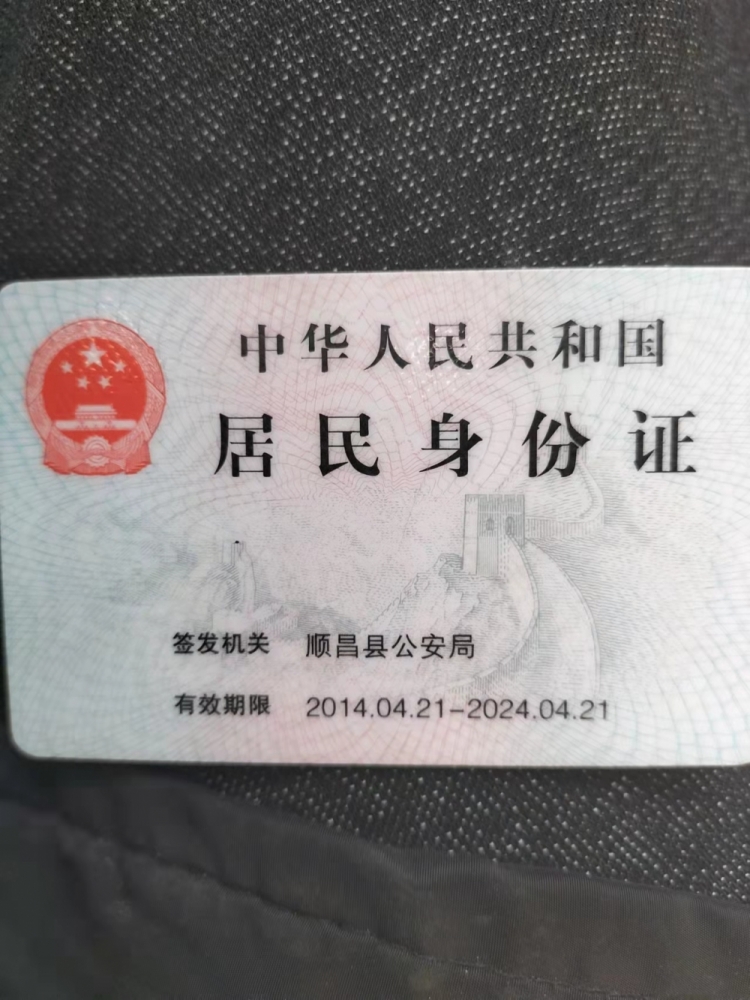 中华人民共和国
居民身份证
签发机关 顺昌县公安局
有效期限 2014.04.21-2024.04.21